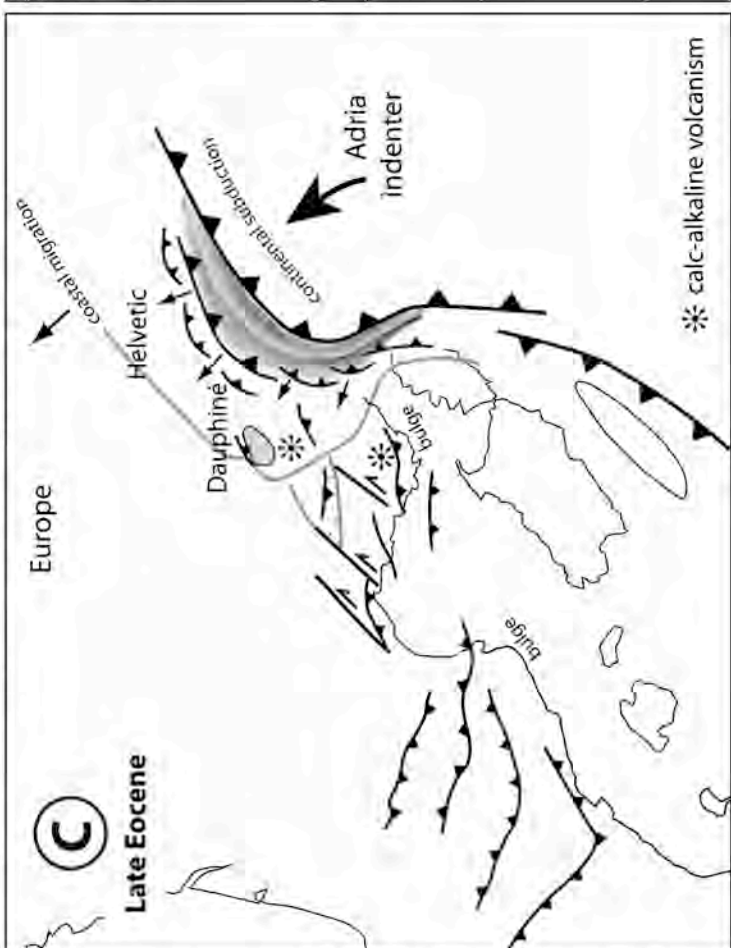 C
Late Eocene
Europe
coastal migration
Helvetic
Dauphiné
continental subduction
Adria
indenter
bulge
bulge
calc-alkaline volcanism